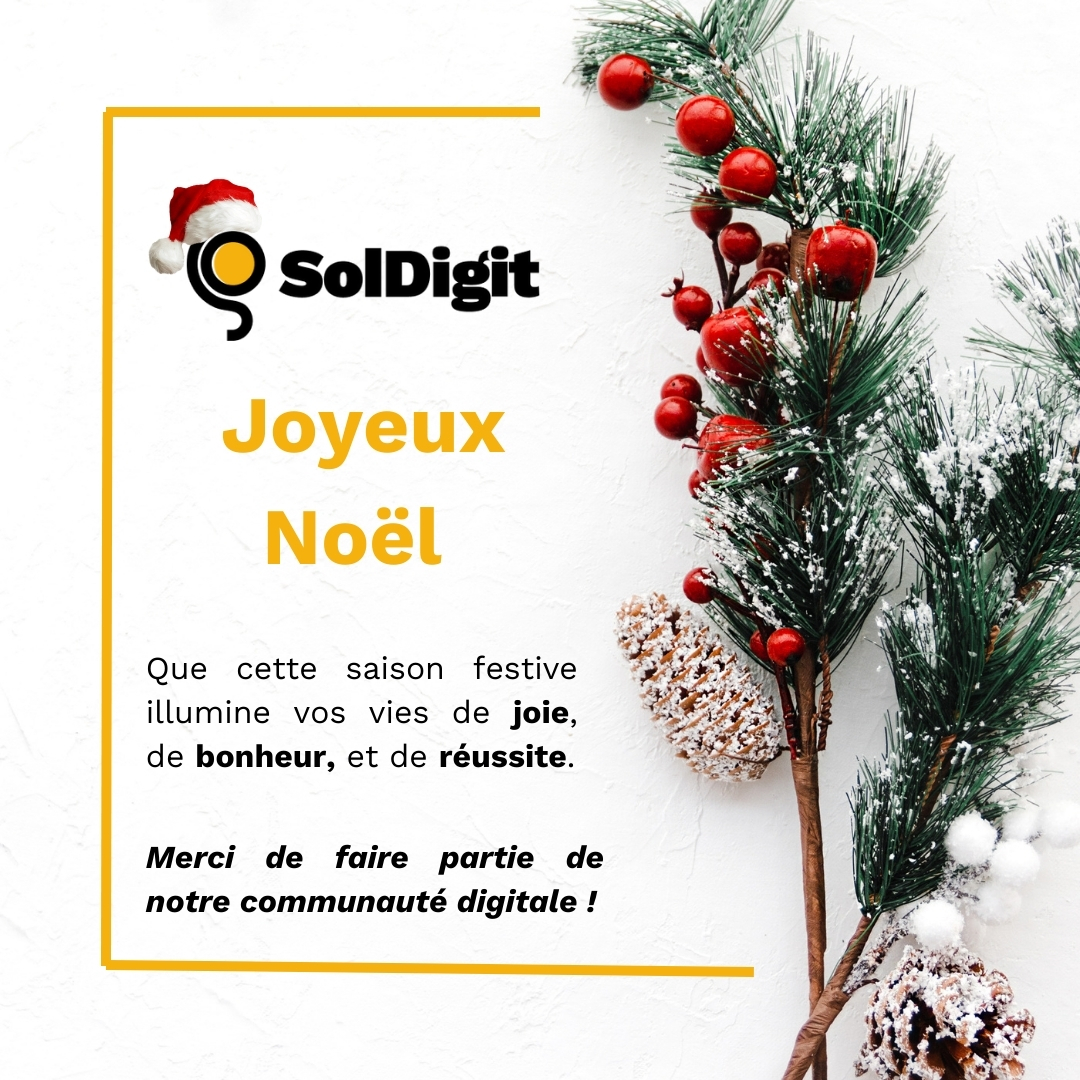 SolDigit
Joyeux
Noël
Que cette saison festive
illumine vos vies de joie,
de bonheur, et de réussite.
Merci de faire partie de
notre communauté digitale !